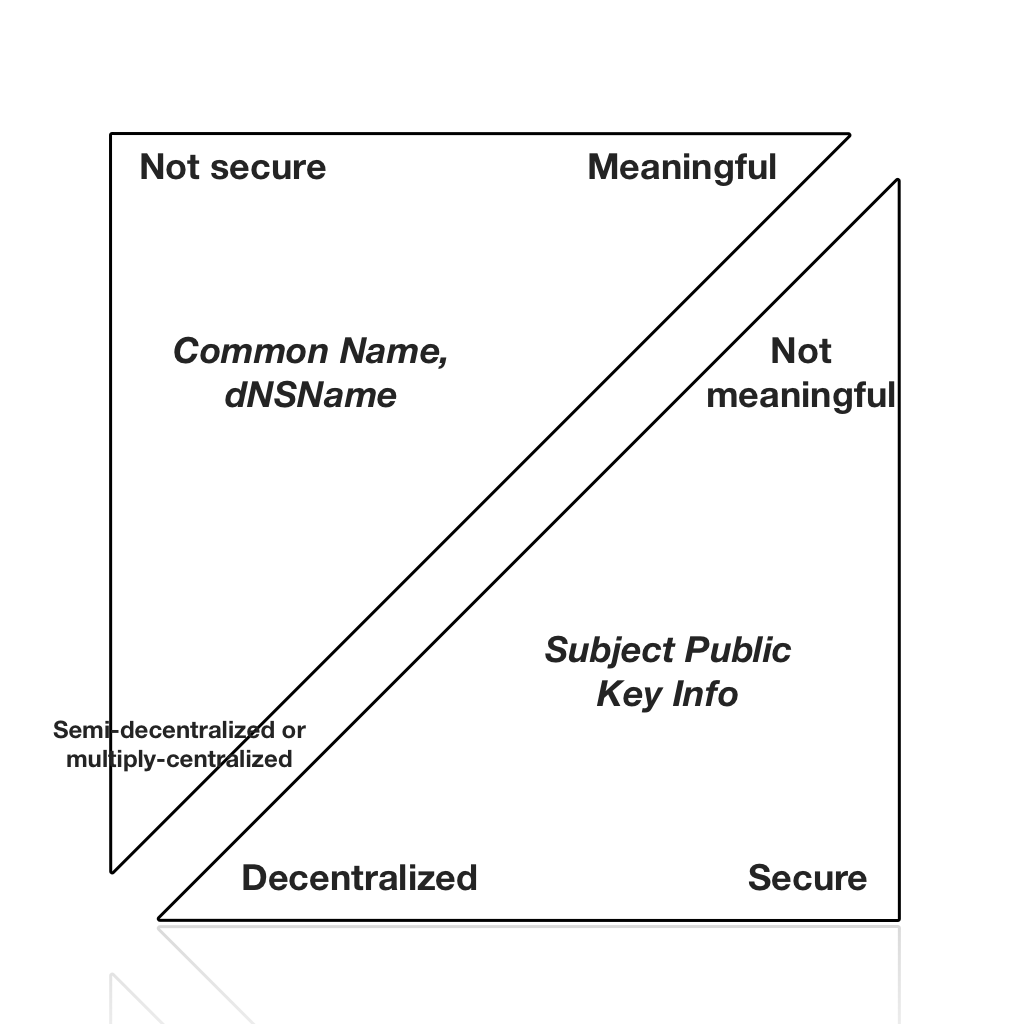 Not secure
Meaningful
Common Name,
dNSName
Not
meaningful
Subject Public
Key Info
Semi-decentralized or
multiply-centralized
Decentralized
Secure